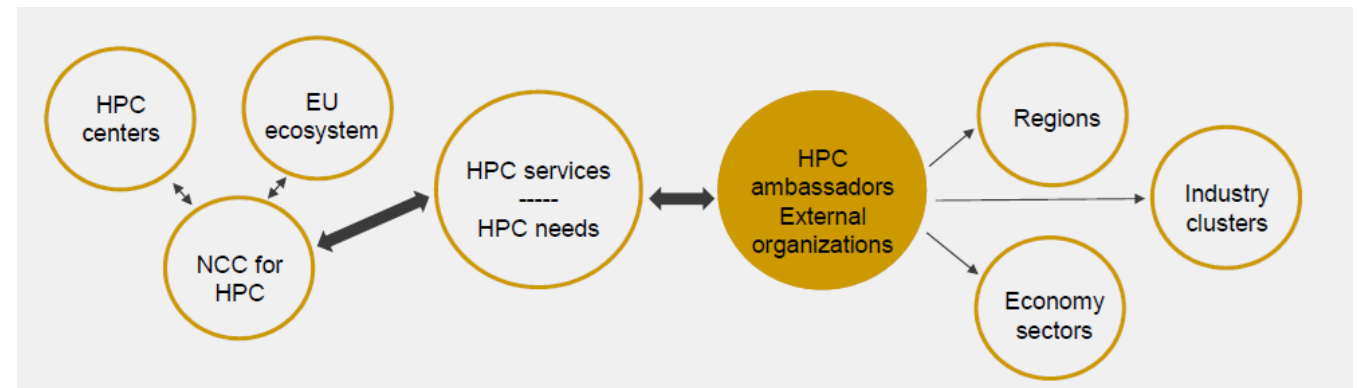 HPC
centers
EU
ecosystem
NCC for
HPC
HPC services
-----
HPC needs
HPC
ambassadors
External
organizations
Regions
Industry
clusters
Economy
sectors